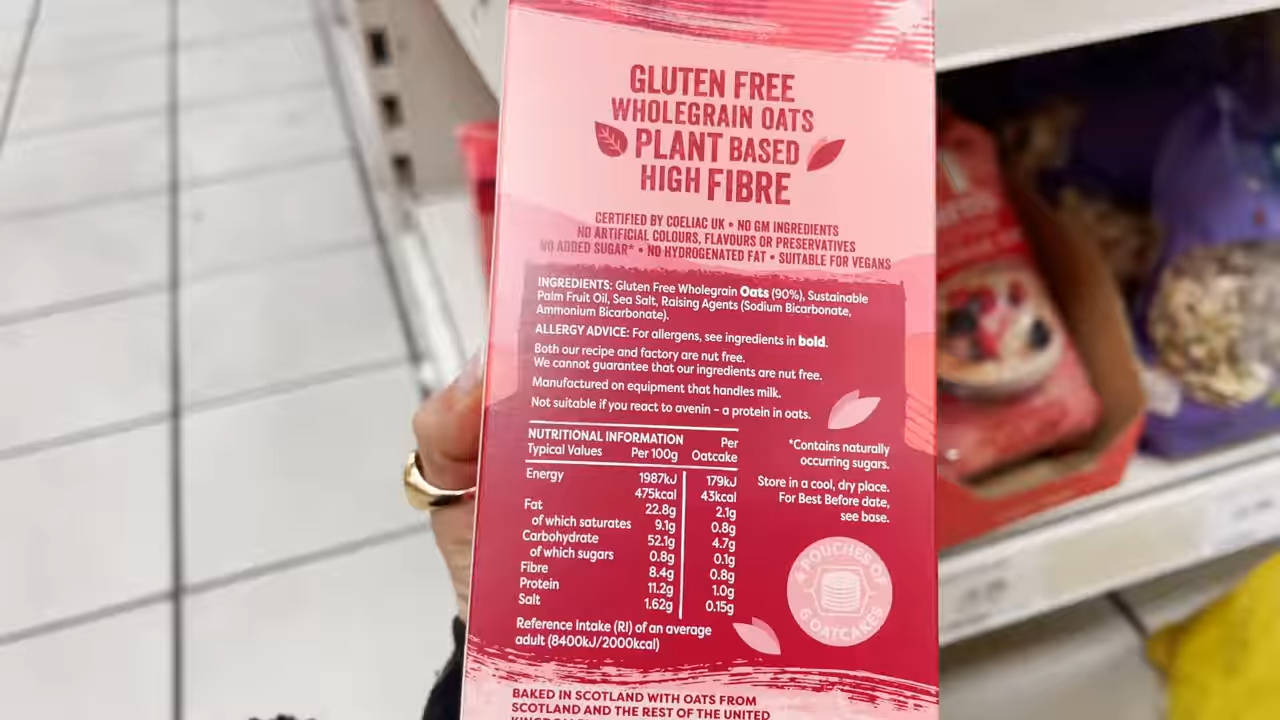 GLUTEN FREE
WHOLEGRAIN OATS
PLANT BASED
HIGH FIBRE
CERTIFIED BY COELIAC UK • NO GM INGREDIENTS
NO ARTIFICIAL COLOURS, FLAVOURS OR PRESERVATIVES
NO ADDED SUGAR* • NO HYDROGENATED FAT • SUITABLE FOR VEGANS
INGREDIENTS: Gluten Free Wholegrain Oats (90%), Sustainable
Palm Fruit Oil, Sea Salt, Raising Agents (Sodium Bicarbonate,
Ammonium Bicarbonate).
ALLERGY ADVICE: For allergens, see ingredients in bold.
Both our recipe and factory are nut free.
We cannot guarantee that our ingredients are nut free.
Manufactured on equipment that handles milk.
Not suitable if you react to avenin – a protein in oats.
NUTRITIONAL INFORMATION Per
Typical Values Per 100g Oatcake
Energy 1987kJ 179kJ
475kcal 43kcal
Fat 22.8g 2.1g
of which saturates 9.1g 0.8g
Carbohydrate 52.1g 4.7g
of which sugars 0.8g 0.1g
Fibre 8.4g 0.8g
Protein 11.2g 1.0g
Salt 1.62g 0.15g
Reference Intake (RI) of an average
adult (8400kJ/2000kcal)
*Contains naturally
occurring sugars.
Store in a cool, dry place.
For Best Before date,
see base.
4 POUCHES OF
6 OATCAKES
BAKED IN SCOTLAND WITH OATS FROM
SCOTLAND AND THE REST OF THE UNITED